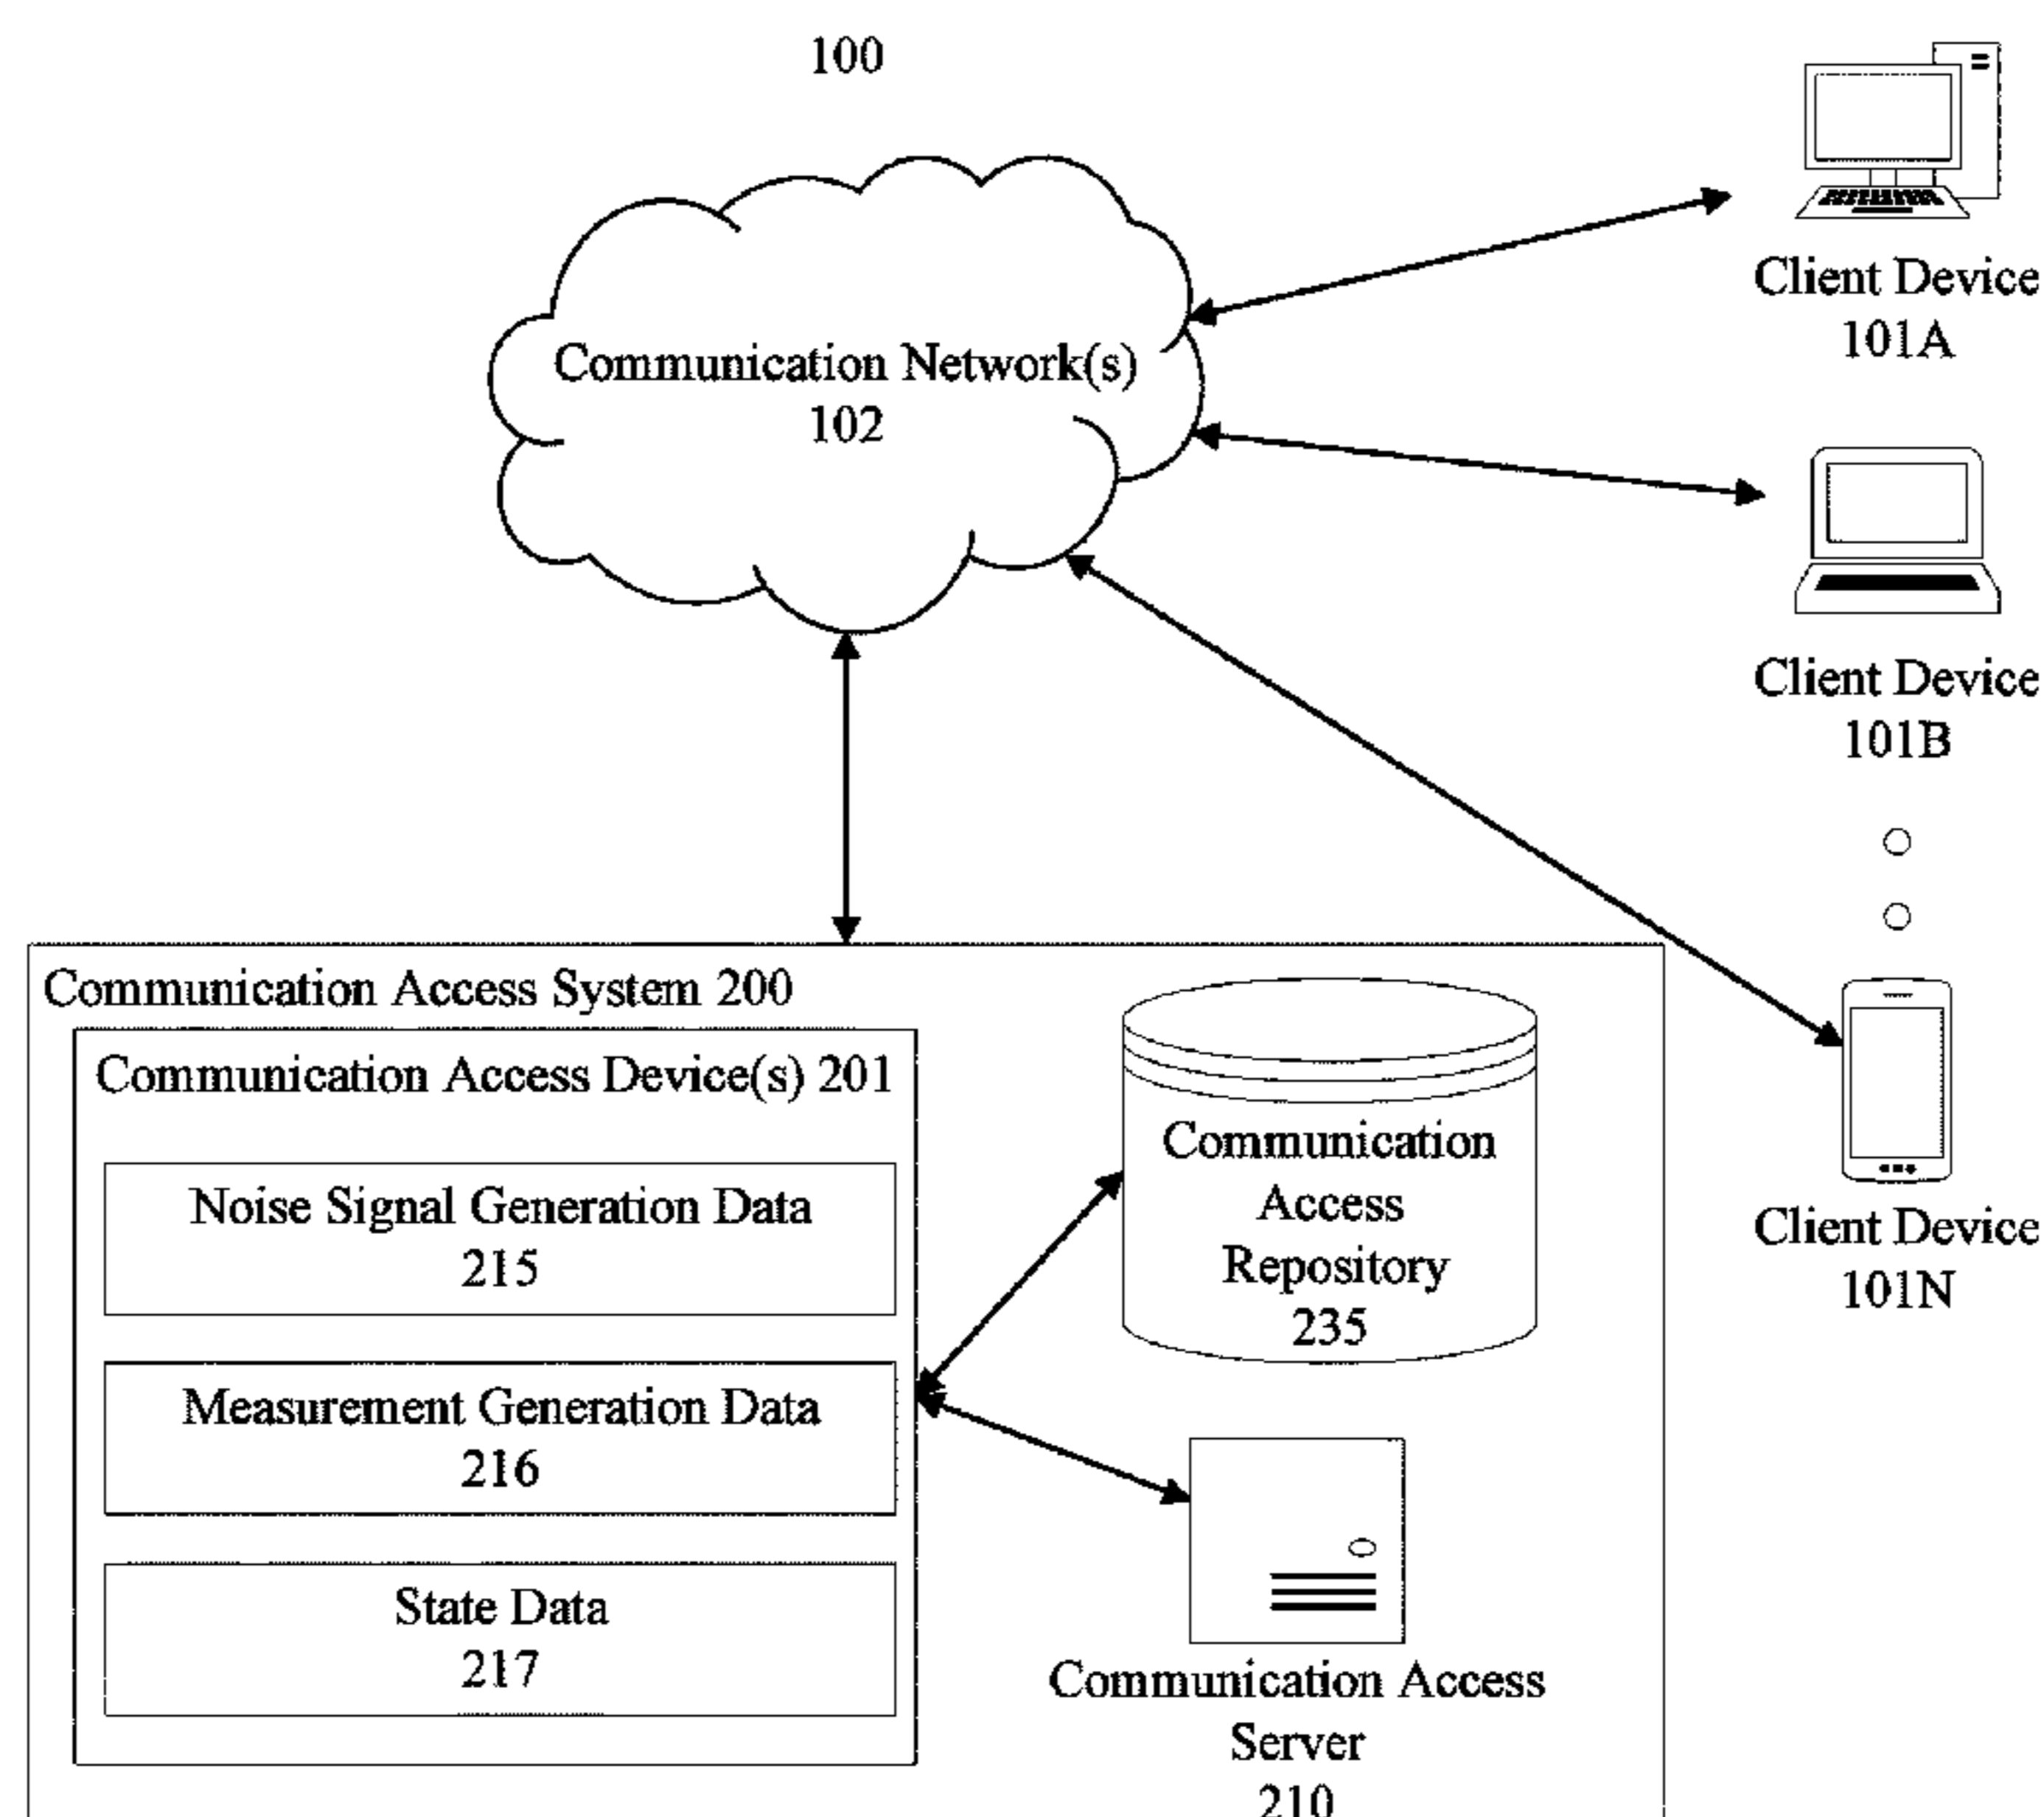 100
Communication Network(s)
102
Client Device
101A
Client Device
101B
Client Device
101N
Communication Access System 200
Communication Access Device(s) 201
Noise Signal Generation Data
215
Measurement Generation Data
216
State Data
217
Communication
Access
Repository
235
Communication Access
Server
210